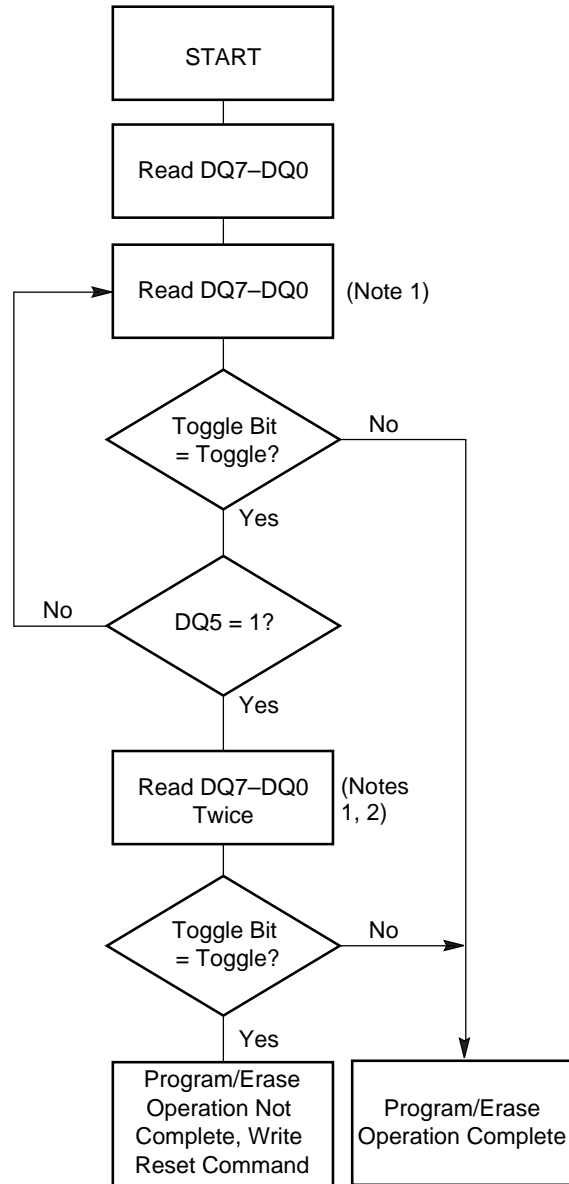 START
Read DQ7–DQ0
Read DQ7–DQ0
(Note 1)
Toggle Bit
= Toggle?
No
Yes
No
DQ5 = 1?
Yes
Read DQ7–DQ0
Twice
(Notes
1, 2)
Toggle Bit
= Toggle?
No
Yes
Program/Erase
Operation Not
Complete, Write
Reset Command
Program/Erase
Operation Complete